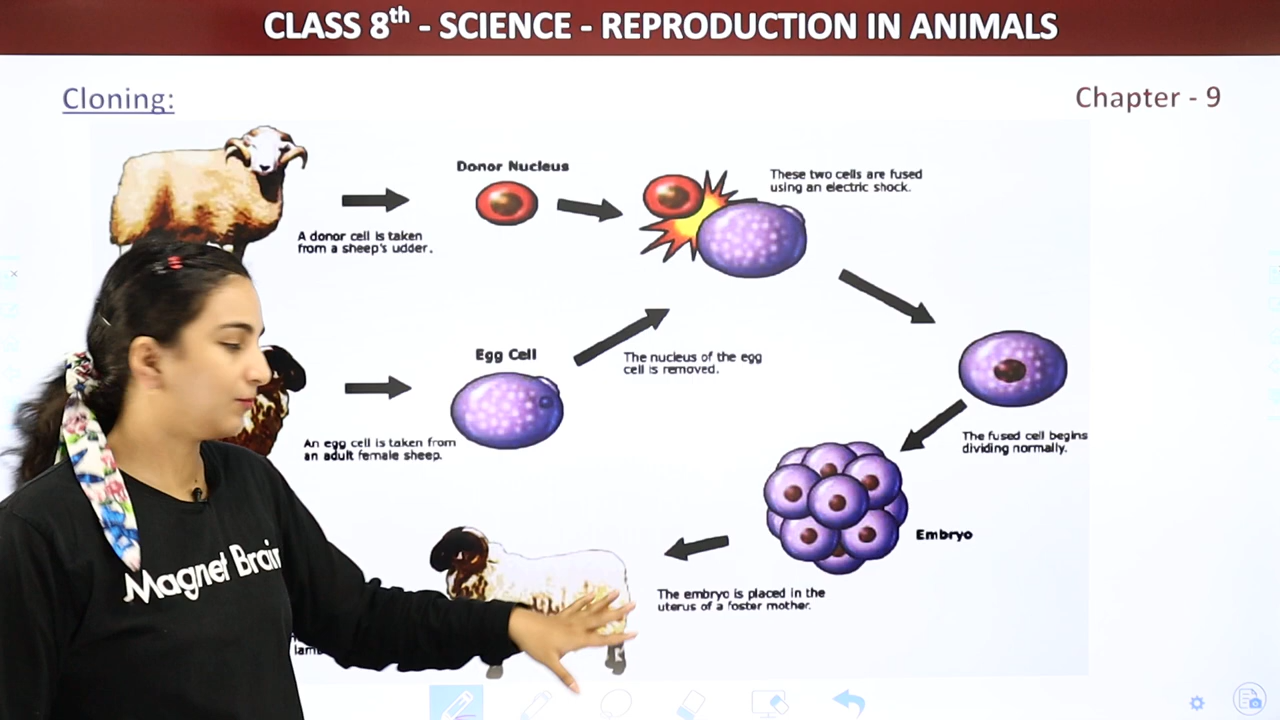 CLASS 8th - SCIENCE - REPRODUCTION IN ANIMALS
Cloning:
Chapter - 9
Donor Nucleus
These two cells are fused
using an electric shock.
A donor cell is taken
from a sheep's udder.
Egg Cell
The nucleus of the egg
cell is removed.
An egg cell is taken from
an adult female sheep.
The fused cell begins
dividing normally.
Embryo
The embryo is placed in the
uterus of a foster mother.
Magnet Brain